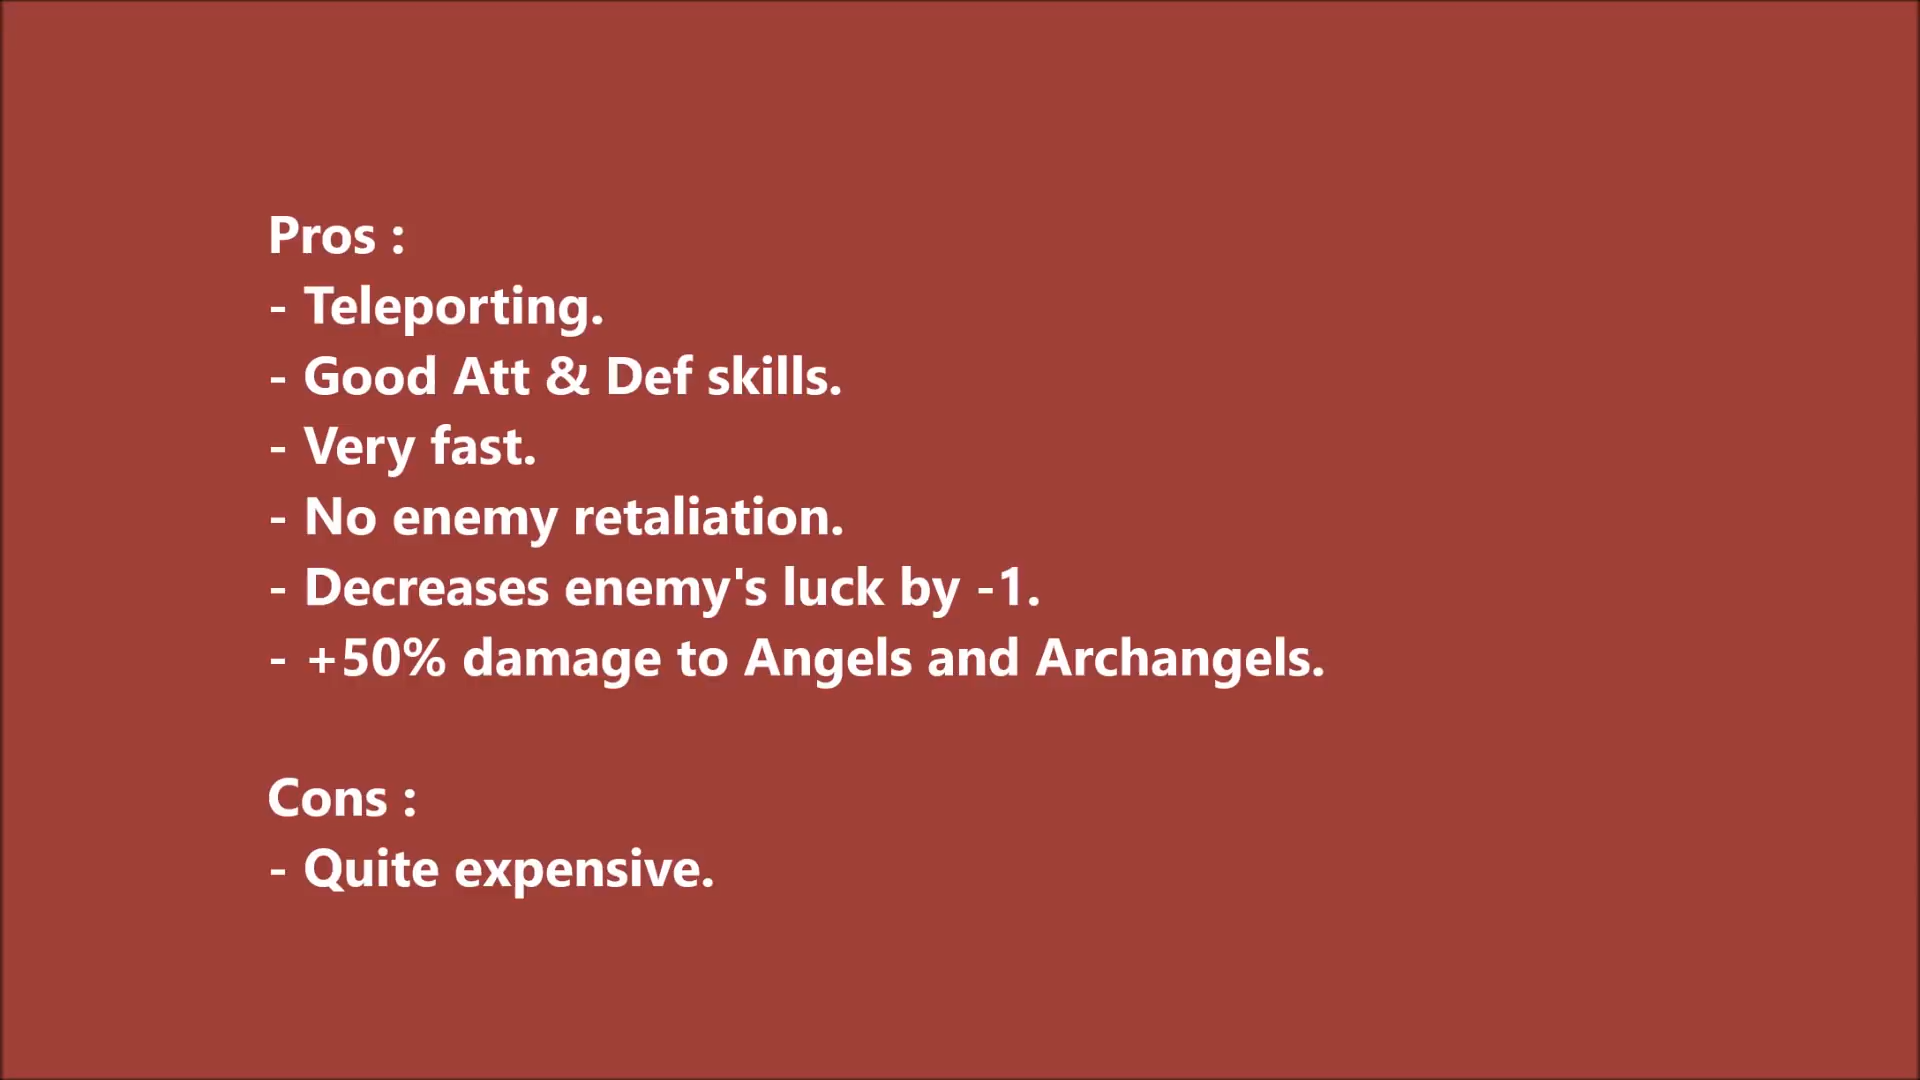 Pros :
- Teleporting.
- Good Att & Def skills.
- Very fast.
- No enemy retaliation.
- Decreases enemy's luck by -1.
- +50% damage to Angels and Archangels.
Cons :
- Quite expensive.